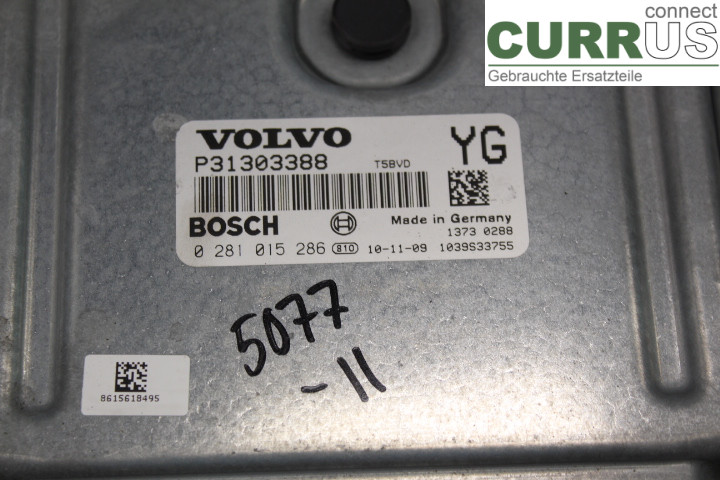 connect
CURRUS
Gebrauchte Ersatzteile
VOLVO YG
P31303388 T5BVD
BOSCH Made in Germany
1373 0288
0 281 015 286 810 10-11-09 1039S33755
5077
-11
8615618495